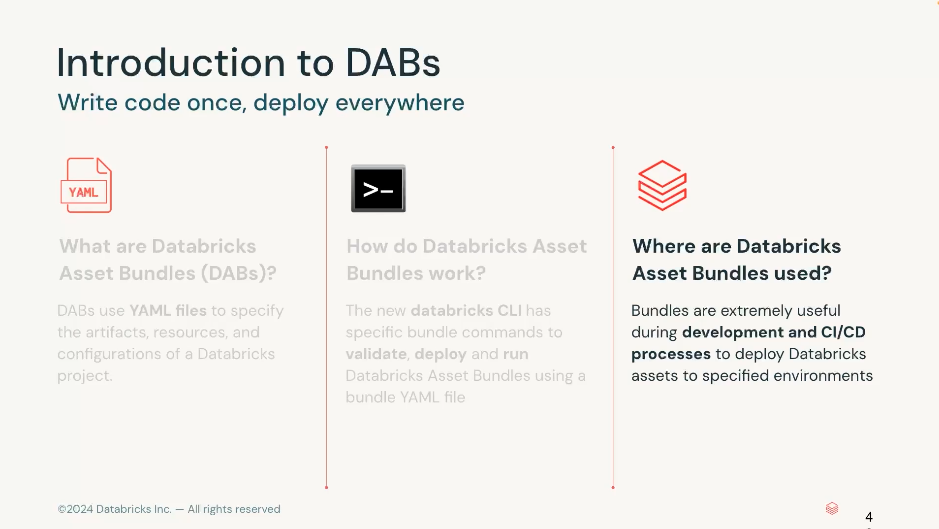 Introduction to DABs
Write code once, deploy everywhere
YAML
What are Databricks
Asset Bundles (DABs)?
DABs use YAML files to specify
the artifacts, resources, and
configurations of a Databricks
project.
>–
How do Databricks Asset
Bundles work?
The new databricks CLI has
specific bundle commands to
validate, deploy and run
Databricks Asset Bundles using a
bundle YAML file
Where are Databricks
Asset Bundles used?
Bundles are extremely useful
during development and CI/CD
processes to deploy Databricks
assets to specified environments
©2024 Databricks Inc. — All rights reserved
4